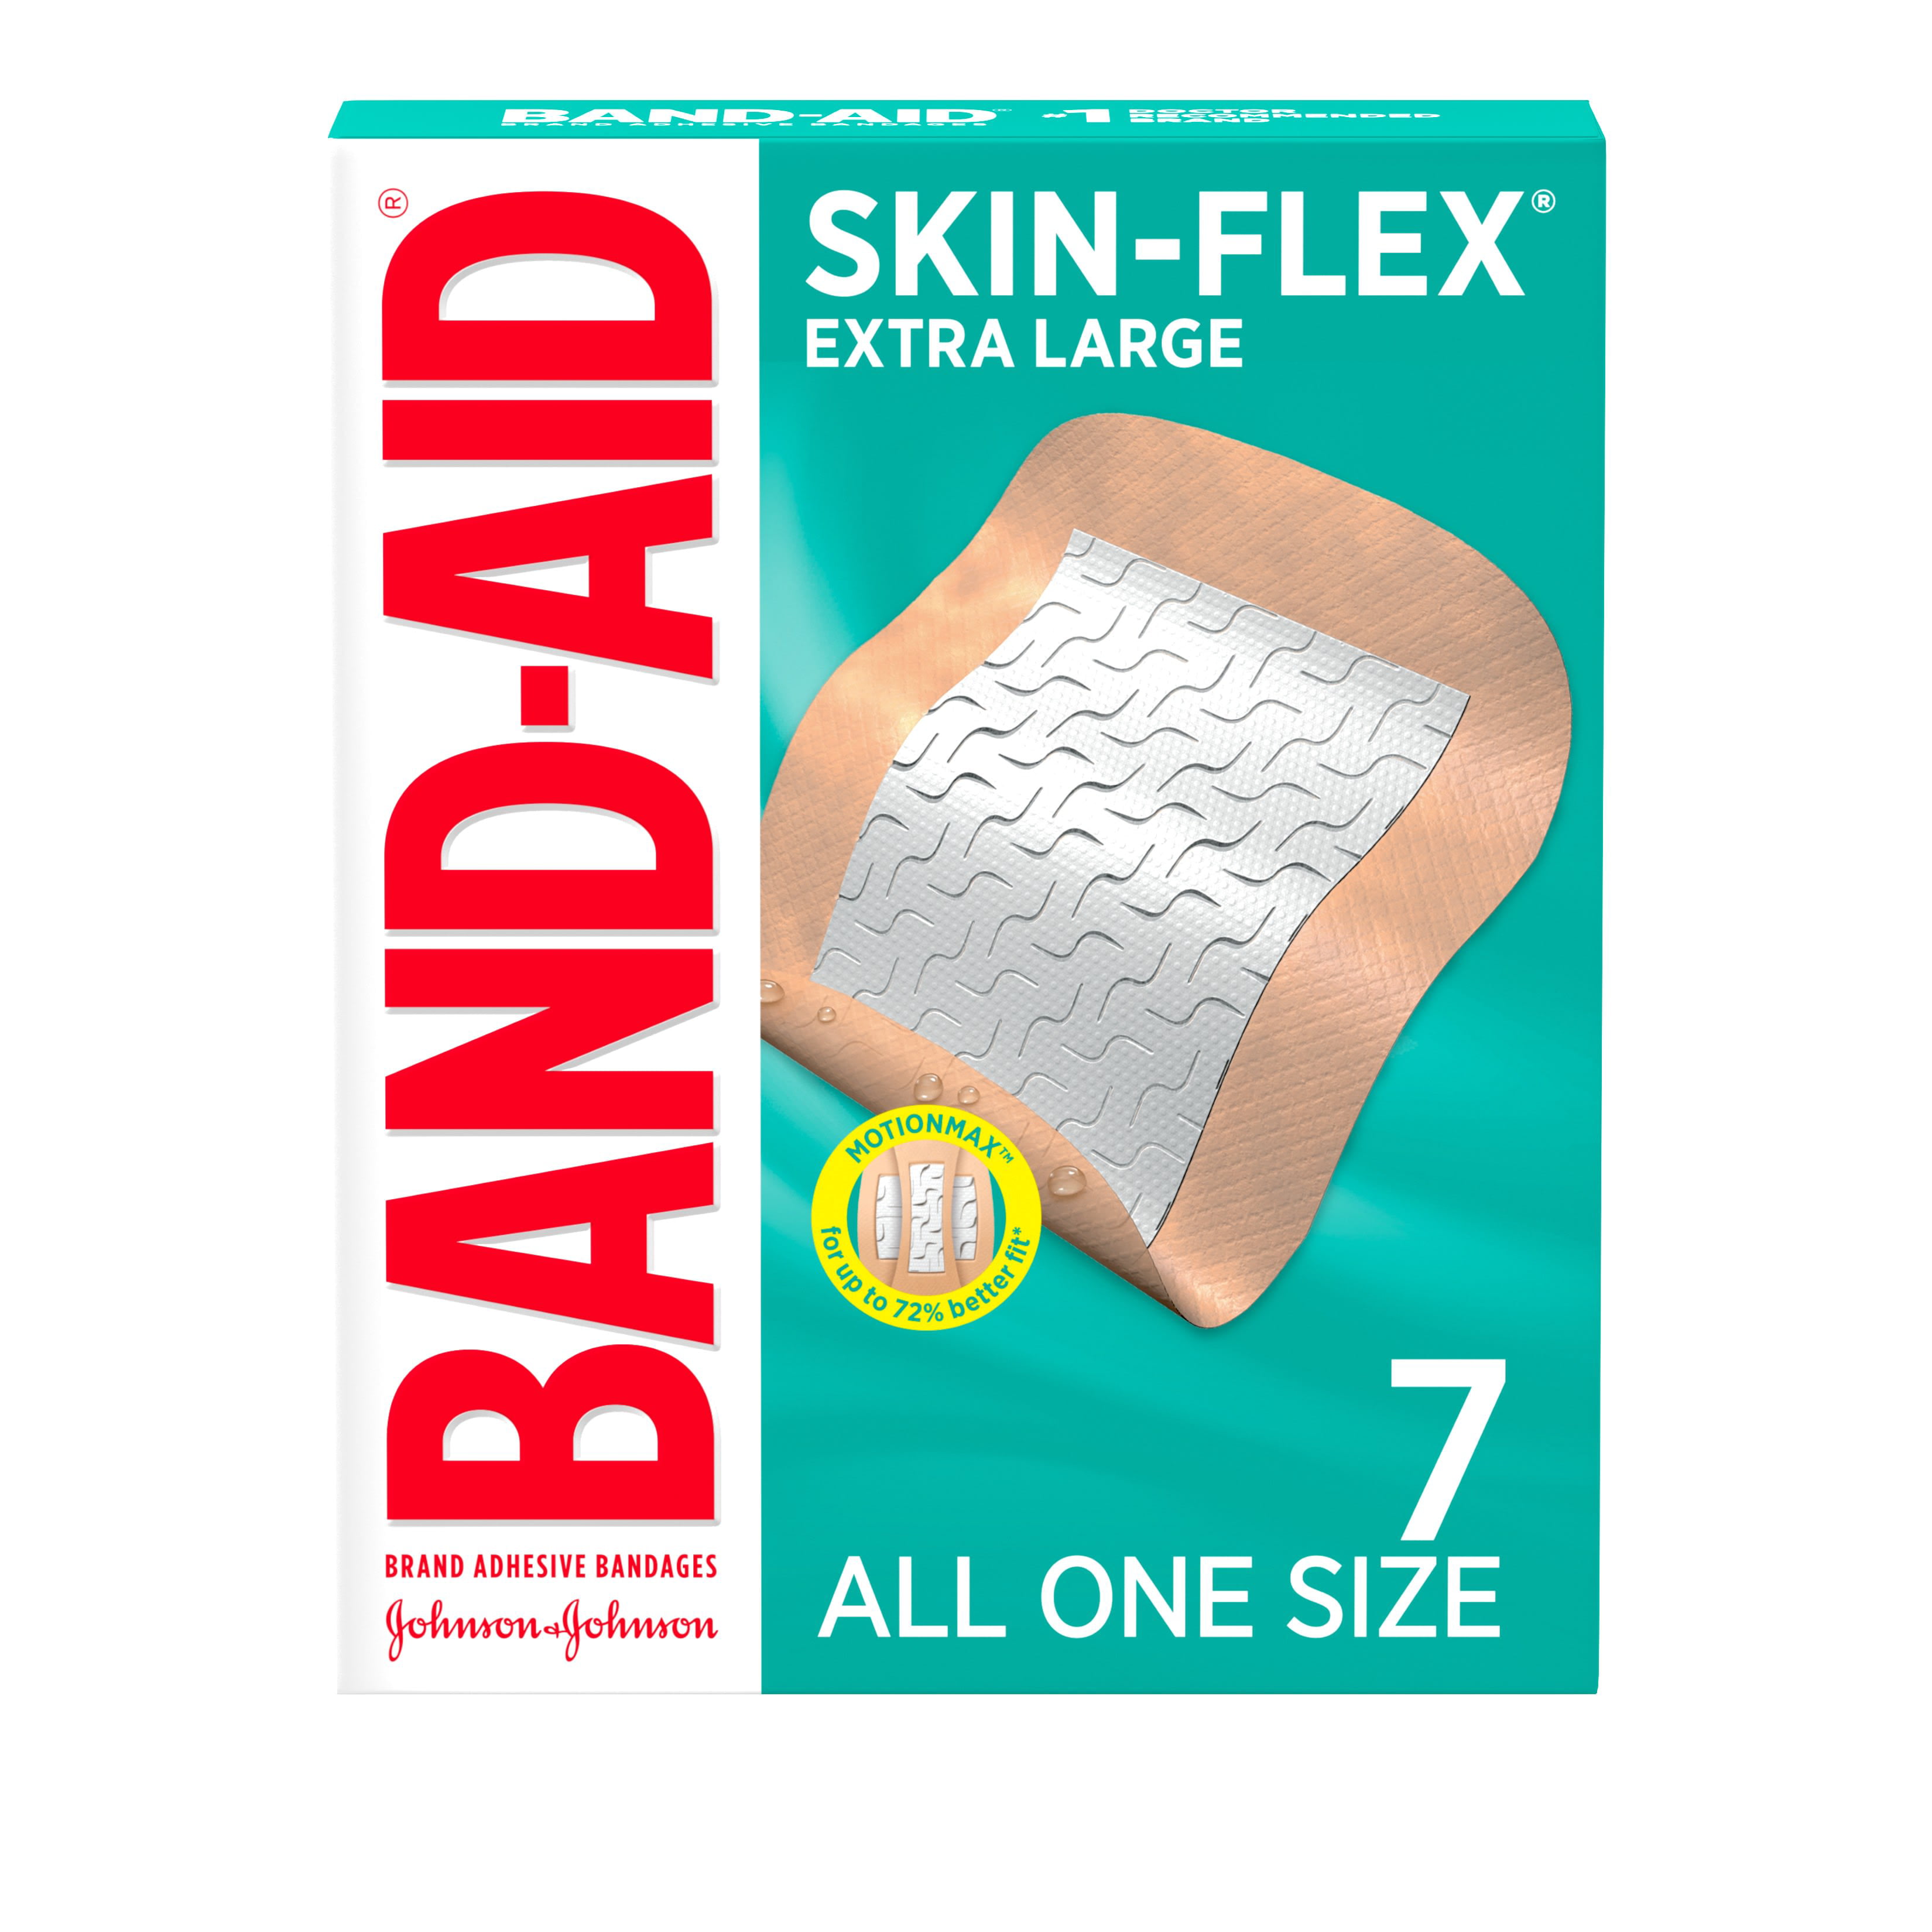 BAND-AID®
BRAND ADHESIVE BANDAGES
#1
DOCTOR
RECOMMENDED
BRAND
BAND-AID®
BRAND ADHESIVE BANDAGES
Johnson & Johnson
SKIN-FLEX®
EXTRA LARGE
MOTIONMAX™
for up to 72% better fit*
7
ALL ONE SIZE